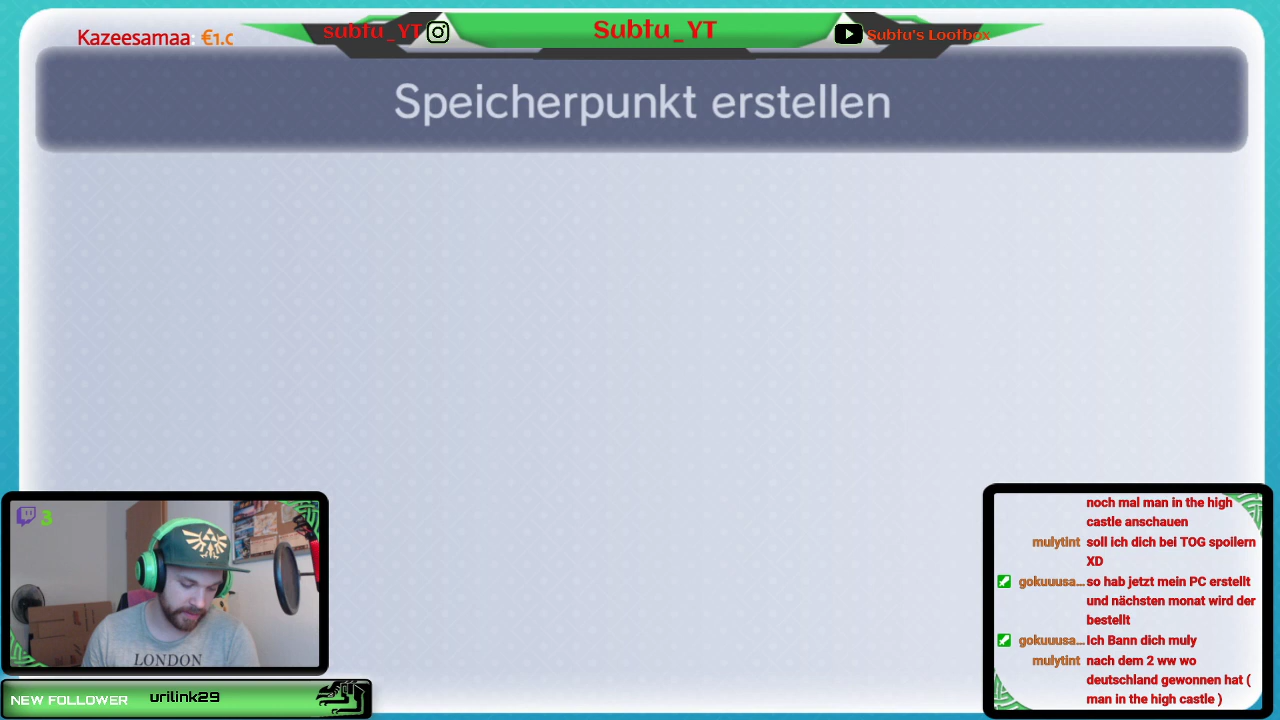 Kazeesamaa: €1.0
subtu_YT
Subtu_YT
Subtu's Lootbox
Speicherpunkt erstellen
3
LONDON
NEW FOLLOWER urilink29
noch mal man in the high
castle anschauen
mulytint soll ich dich bei TOG spoilern
XD
gokuuusa... so hab jetzt mein PC erstellt
und nächsten monat wird der
bestellt
gokuuusa... Ich Bann dich muly
mulytint nach dem 2 ww wo
deutschland gewonnen hat (
man in the high castle )